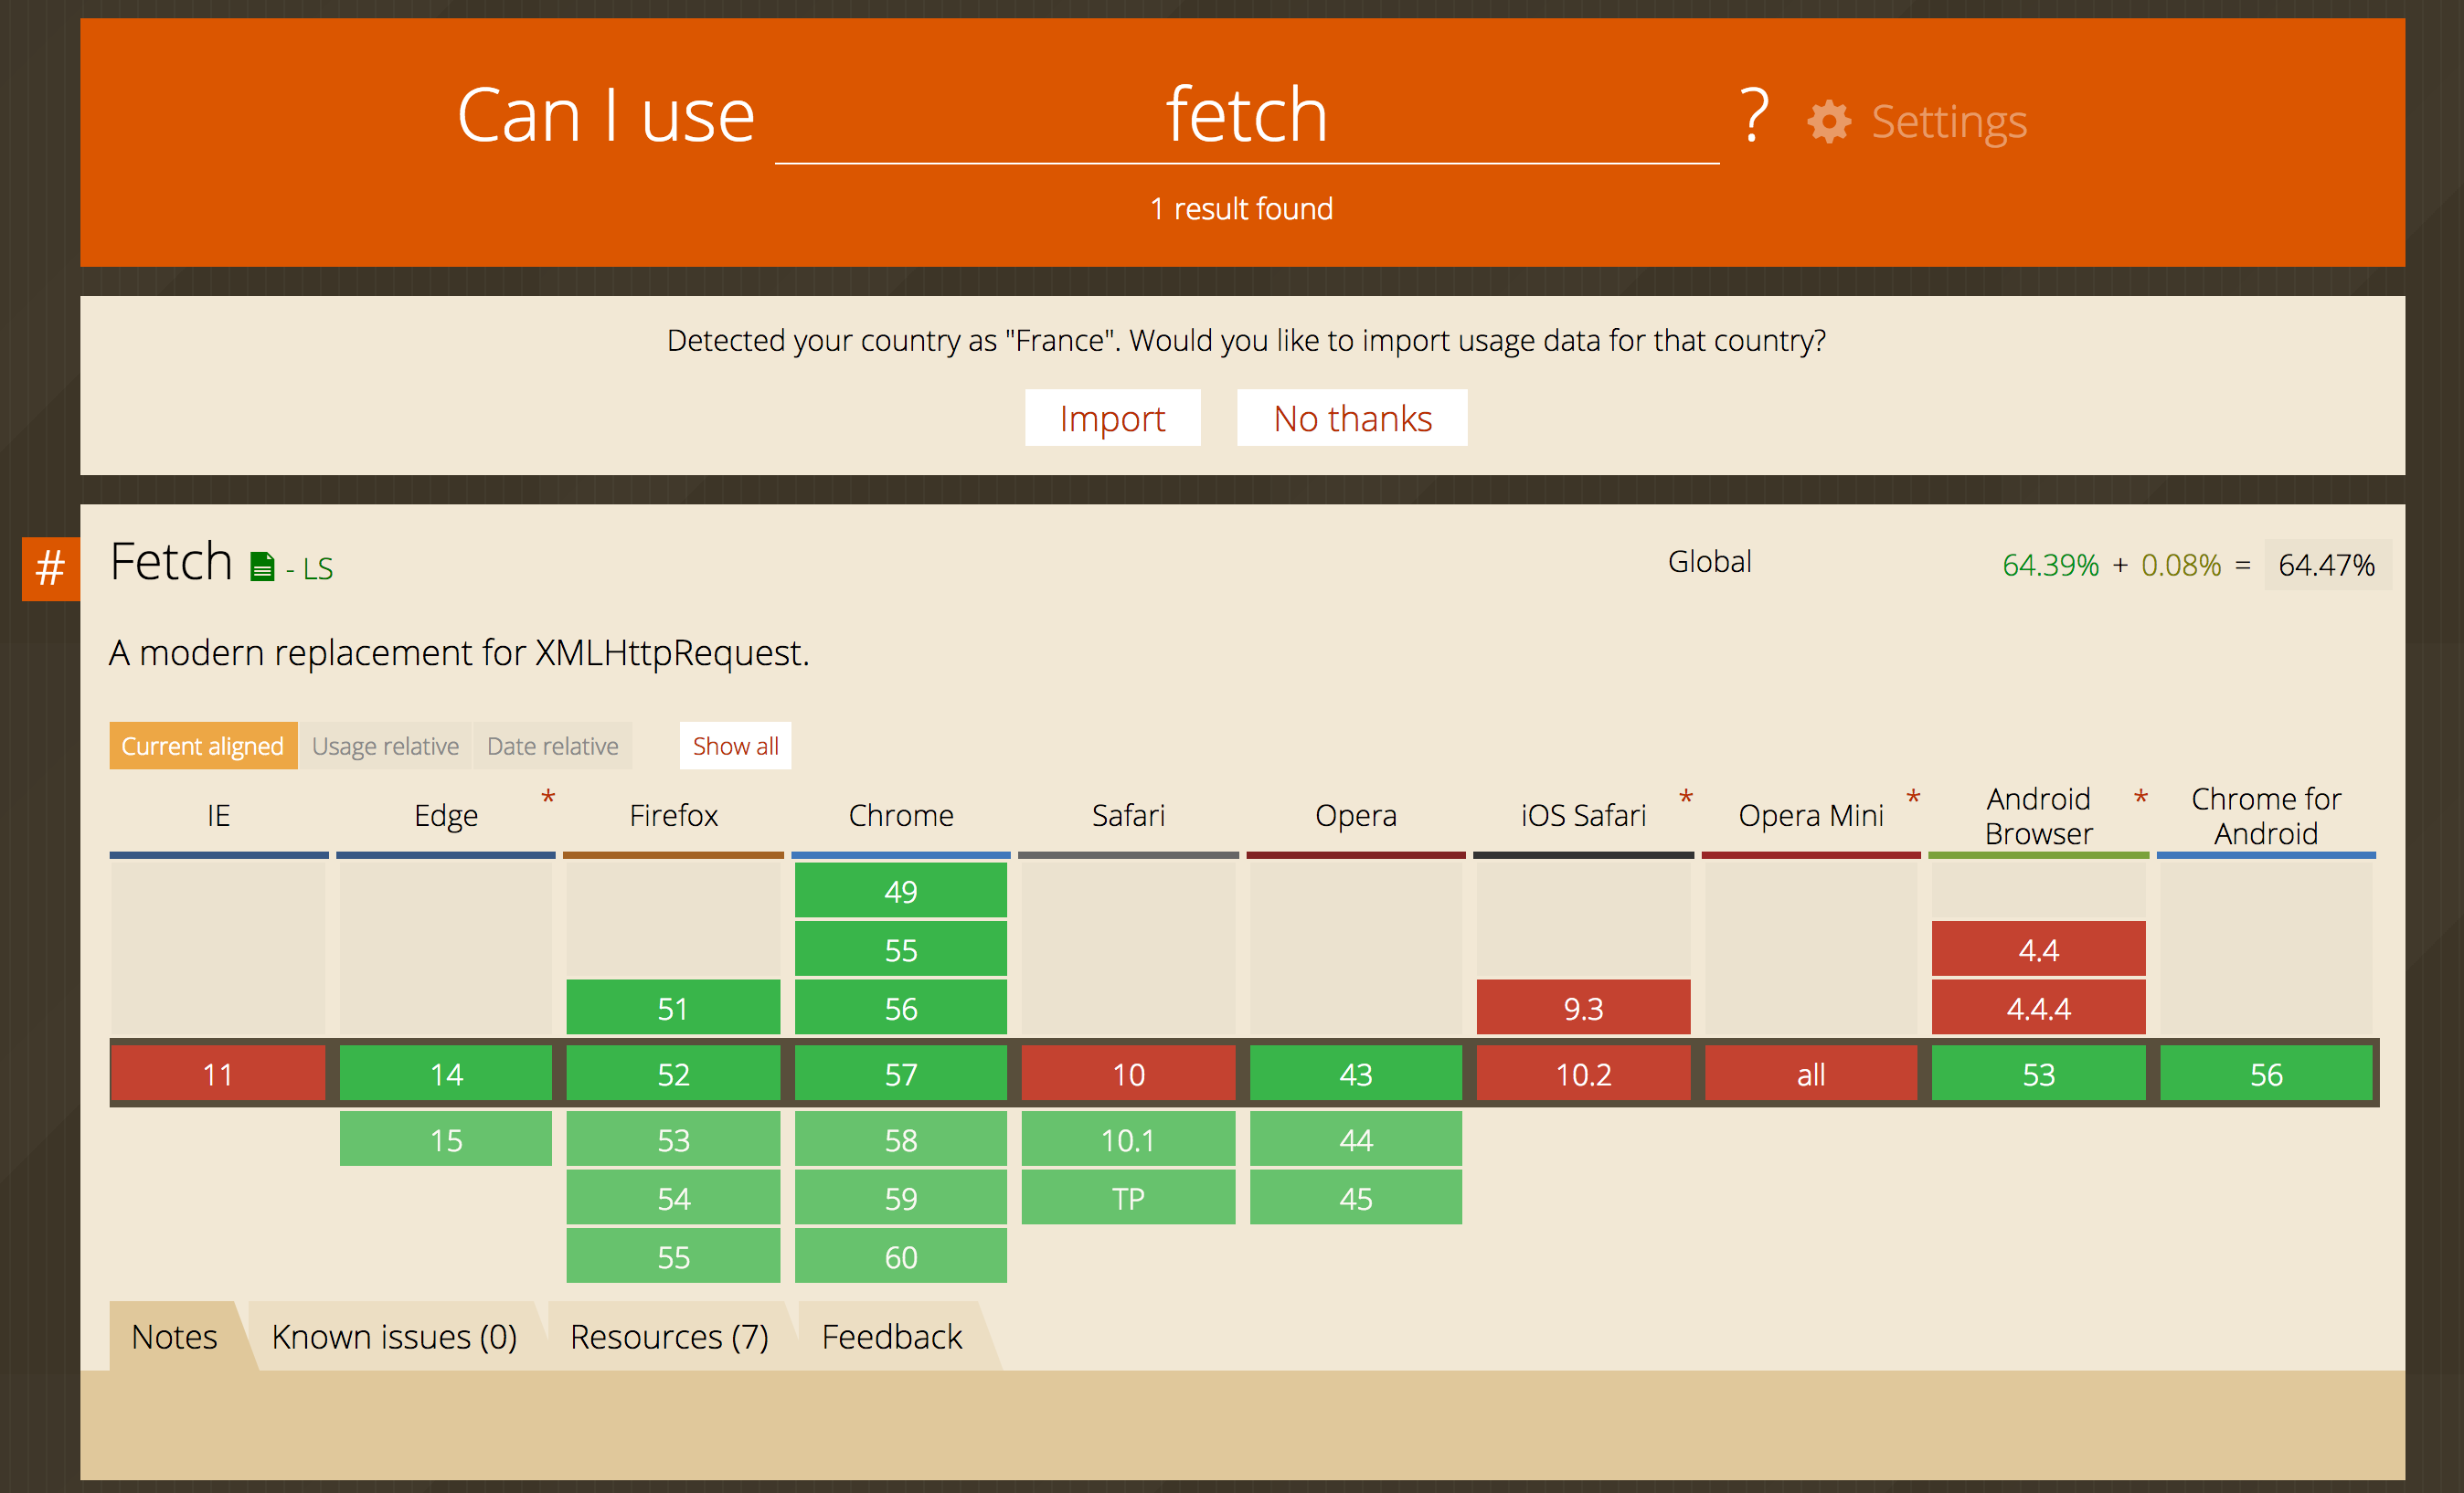 Can I use fetch ? Settings
1 result found
Detected your country as "France". Would you like to import usage data for that country?
Import No thanks
#
Fetch - LS Global 64.39% + 0.08% = 64.47%
A modern replacement for XMLHttpRequest.
Current aligned Usage relative Date relative Show all
IE Edge * Firefox Chrome Safari Opera iOS Safari * Opera Mini * Android Browser * Chrome for Android
49
55 4.4
51 56 9.3 4.4.4
11 14 52 57 10 43 10.2 all 53 56
15 53 58 10.1 44
54 59 TP 45
55 60
Notes Known issues (0) Resources (7) Feedback